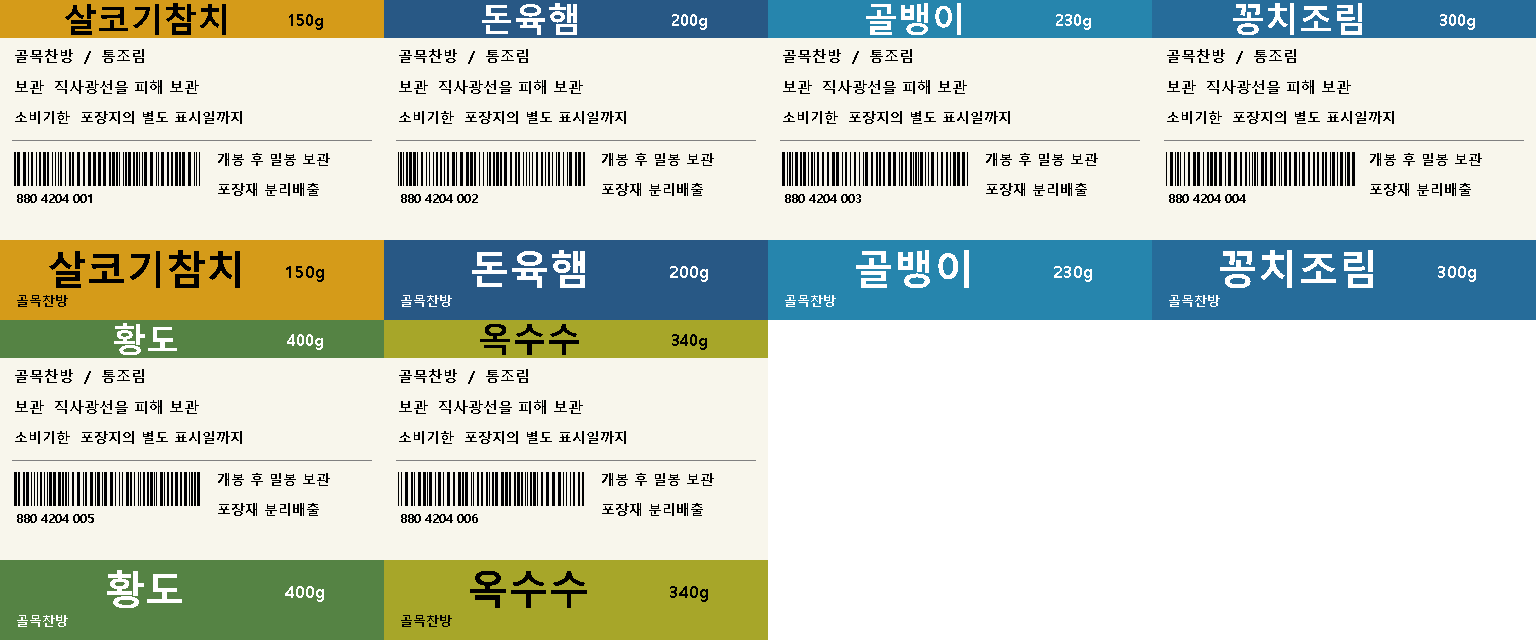 살코기참치 150g
골목찬방 / 통조림
보관 직사광선을 피해 보관
소비기한 포장지의 별도 표시일까지
개봉 후 밀봉 보관
포장재 분리배출
880 4204 001
살코기참치 150g
골목찬방
돈육햄 200g
골목찬방 / 통조림
보관 직사광선을 피해 보관
소비기한 포장지의 별도 표시일까지
개봉 후 밀봉 보관
포장재 분리배출
880 4204 002
돈육햄 200g
골목찬방
골뱅이 230g
골목찬방 / 통조림
보관 직사광선을 피해 보관
소비기한 포장지의 별도 표시일까지
개봉 후 밀봉 보관
포장재 분리배출
880 4204 003
골뱅이 230g
골목찬방
꽁치조림 300g
골목찬방 / 통조림
보관 직사광선을 피해 보관
소비기한 포장지의 별도 표시일까지
개봉 후 밀봉 보관
포장재 분리배출
880 4204 004
꽁치조림 300g
골목찬방
황도 400g
골목찬방 / 통조림
보관 직사광선을 피해 보관
소비기한 포장지의 별도 표시일까지
개봉 후 밀봉 보관
포장재 분리배출
880 4204 005
황도 400g
골목찬방
옥수수 340g
골목찬방 / 통조림
보관 직사광선을 피해 보관
소비기한 포장지의 별도 표시일까지
개봉 후 밀봉 보관
포장재 분리배출
880 4204 006
옥수수 340g
골목찬방